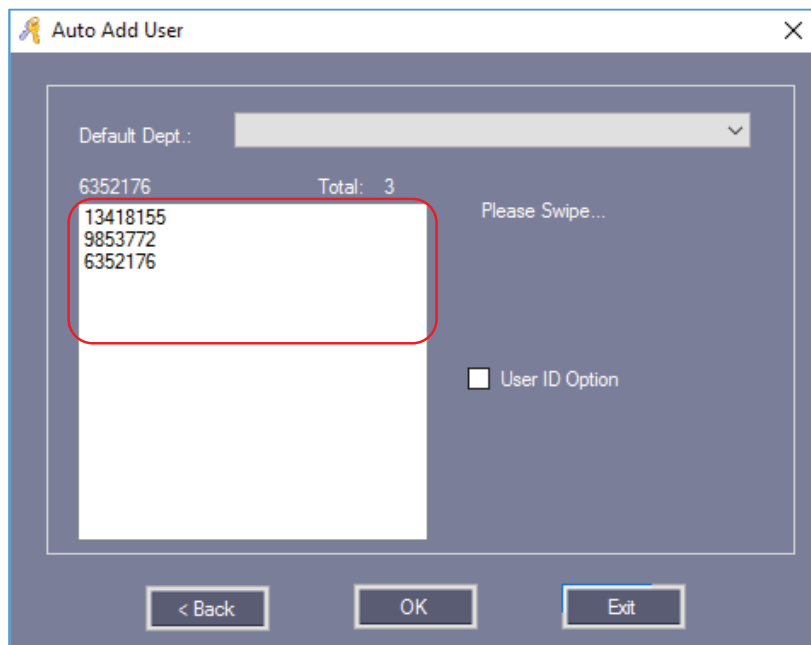 Auto Add User
Default Dept.:
6352176 Total: 3
13418155
9853772
6352176
Please Swipe...
User ID Option
< Back OK Exit